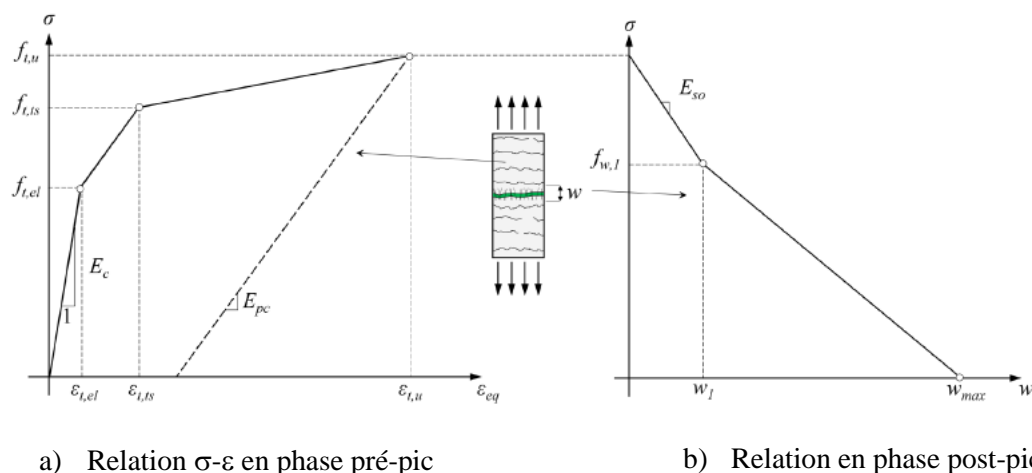 σ
f_{t,u}
f_{t,ts}
f_{t,el}
E_c
1
E_{pc}
ε_{t,el}
ε_{t,ts}
ε_{t,u}
ε_{eq}
w
σ
E_{so}
f_{w,1}
w_1
w_{max}
w
a) Relation σ-ε en phase pré-pic
b) Relation en phase post-pic